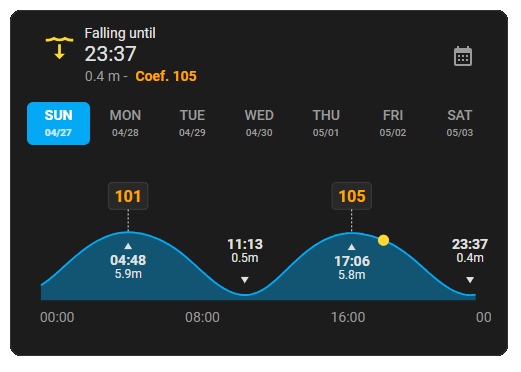 Falling until
23:37
0.4 m - Coef. 105
SUN MON TUE WED THU FRI SAT
04/27 04/28 04/29 04/30 05/01 05/02 05/03
101 105
04:48
5.9m
11:13
0.5m
17:06
5.8m
23:37
0.4m
00:00 08:00 16:00 00